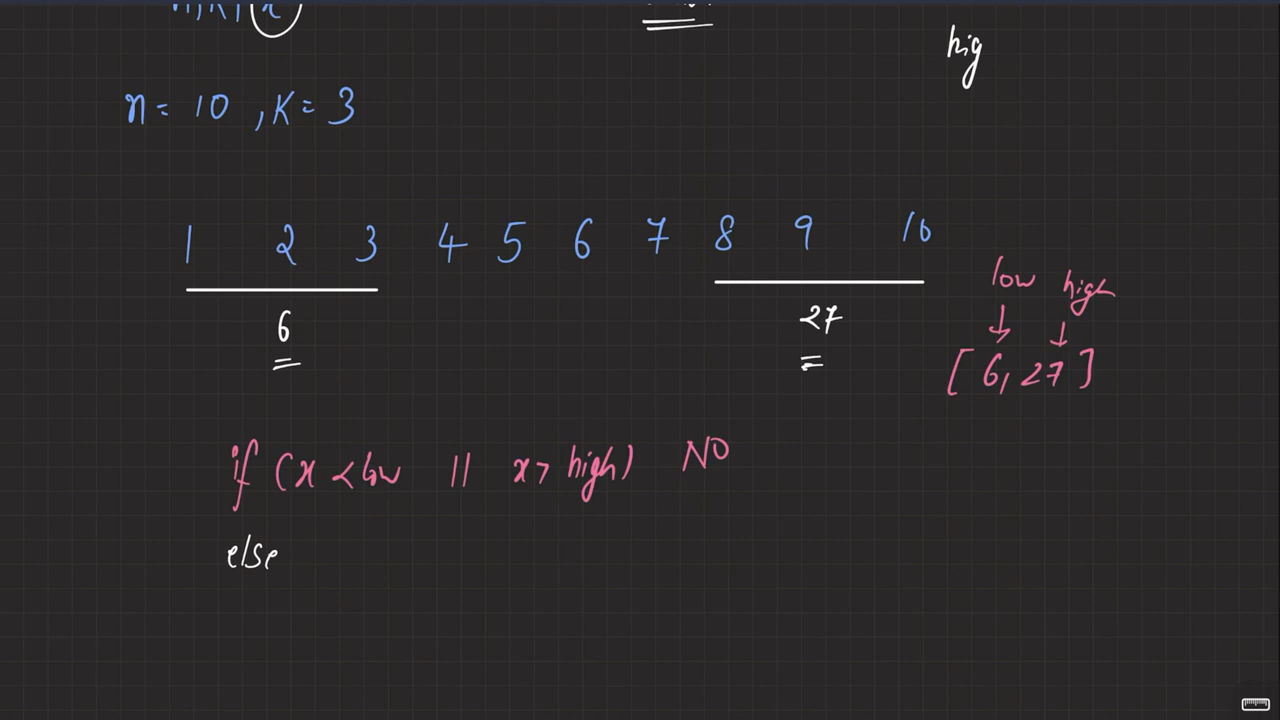 hig
n = 10 , K = 3
1 2 3 4 5 6 7 8 9 10
low high
6 27
[ 6, 27 ]
if (x < low || x > high) NO
else